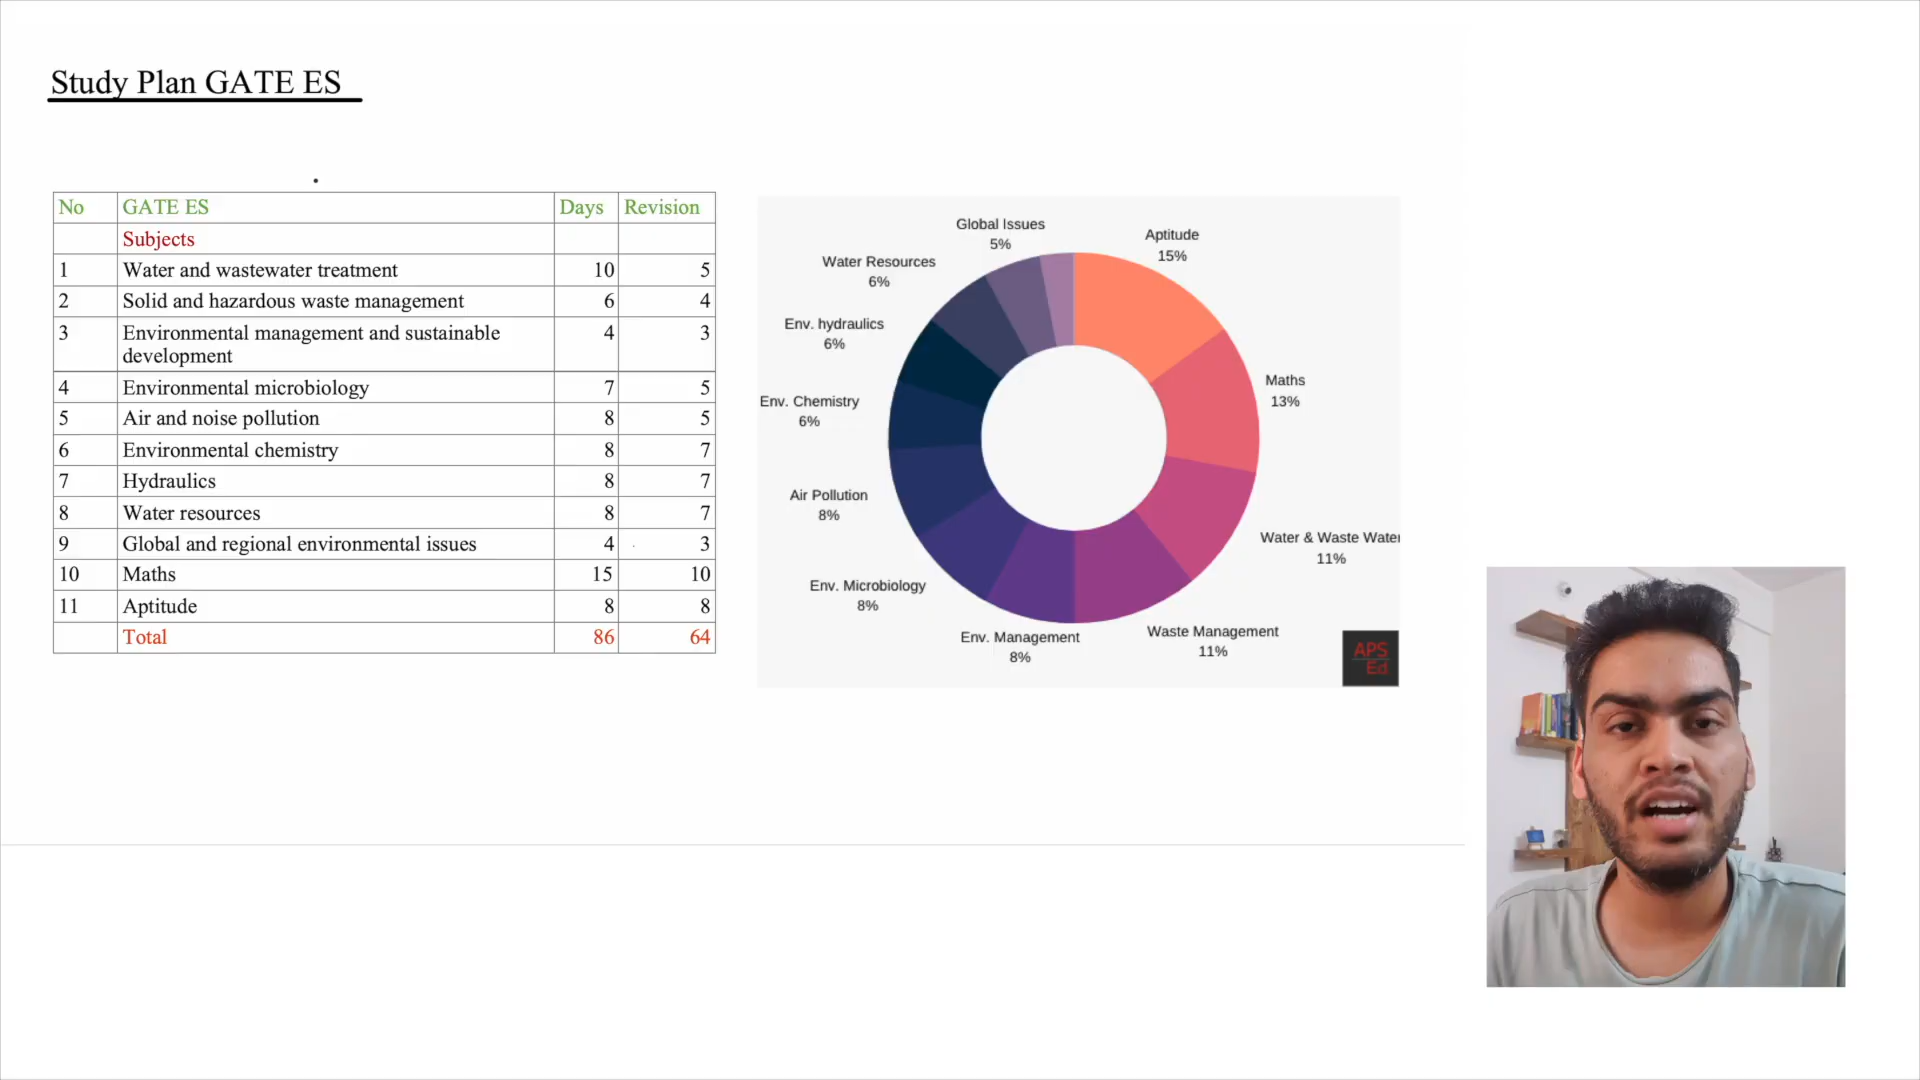 Study Plan GATE ES
No GATE ES Days Revision
Subjects
1 Water and wastewater treatment 10 5
2 Solid and hazardous waste management 6 4
3 Environmental management and sustainable 4 3
development
4 Environmental microbiology 7 5
5 Air and noise pollution 8 5
6 Environmental chemistry 8 7
7 Hydraulics 8 7
8 Water resources 8 7
9 Global and regional environmental issues 4 3
10 Maths 15 10
11 Aptitude 8 8
Total 86 64
Global Issues
5%
Aptitude
15%
Water Resources
6%
Env. hydraulics
6%
Maths
13%
Env. Chemistry
6%
Air Pollution
8%
Water & Waste Water
11%
Env. Microbiology
8%
Env. Management
8%
Waste Management
11%
APS
Ed